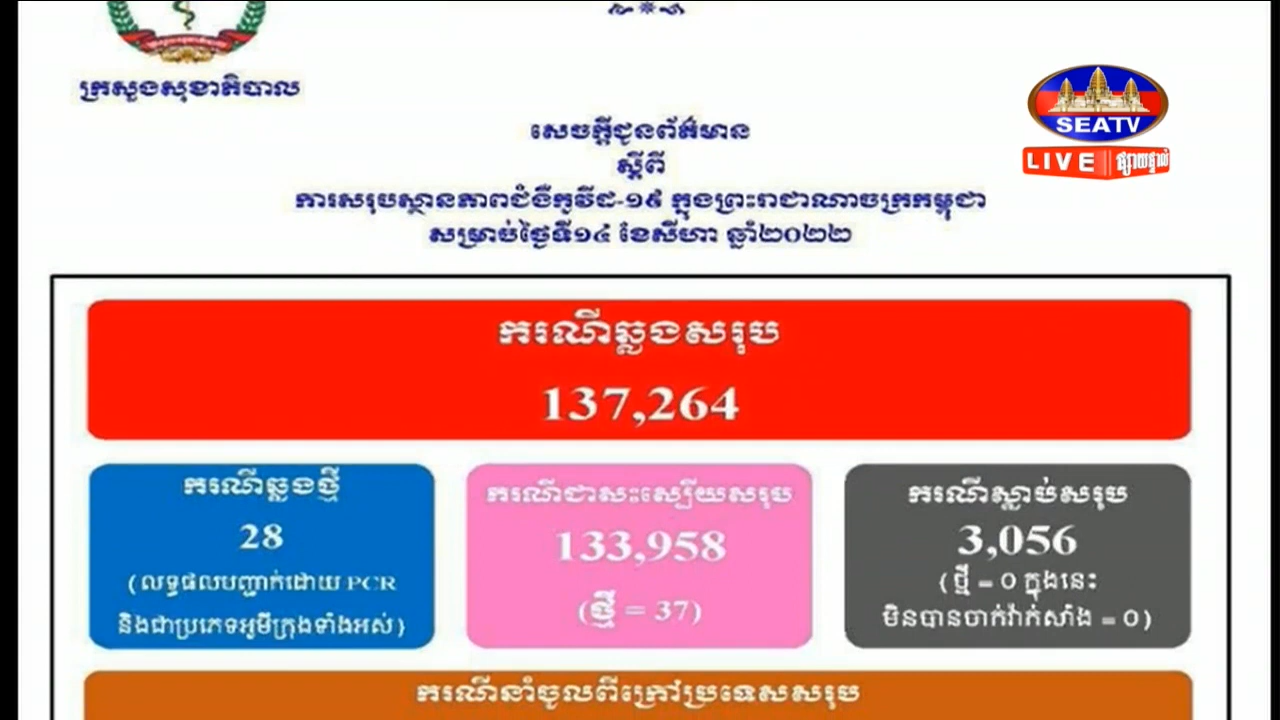 ក្រសួងសុខាភិបាល
SEATV
LIVE ផ្សាយផ្ទាល់
សេចក្តីជូនព័ត៌មាន
ស្តីពី
ការសរុបស្ថានភាពជំងឺកូវីដ-១៩ ក្នុងព្រះរាជាណាចក្រកម្ពុជា
សម្រាប់ថ្ងៃទី១៤ ខែសីហា ឆ្នាំ២០២២
ករណីឆ្លងសរុប
137,264
ករណីឆ្លងថ្មី
28
(លទ្ធផលបញ្ជាក់ដោយ PCR
និងជាប្រភេទអូមីក្រុងទាំងអស់)
ករណីជាសះស្បើយសរុប
133,958
(ថ្មី = 37)
ករណីស្លាប់សរុប
3,056
(ថ្មី = 0 ក្នុងនេះ
មិនបានចាក់វ៉ាក់សាំង = 0)
ករណីនាំចូលពីក្រៅប្រទេសសរុប